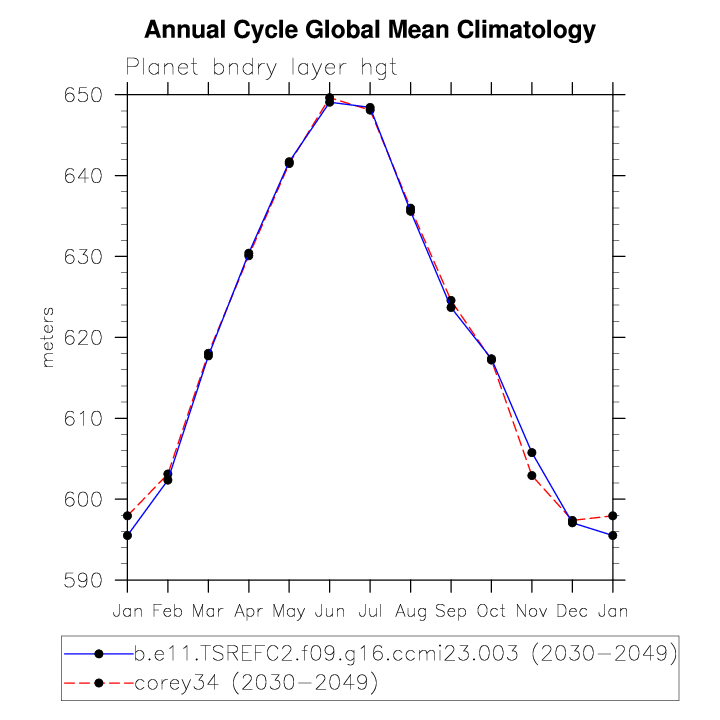 Annual Cycle Global Mean Climatology
Planet bndry layer hgt
650
640
630
620
610
600
590
meters
Jan Feb Mar Apr May Jun Jul Aug Sep Oct Nov Dec Jan
b.e11.TSREFC2.f09.g16.ccmi23.003 (2030-2049)
corey34 (2030-2049)